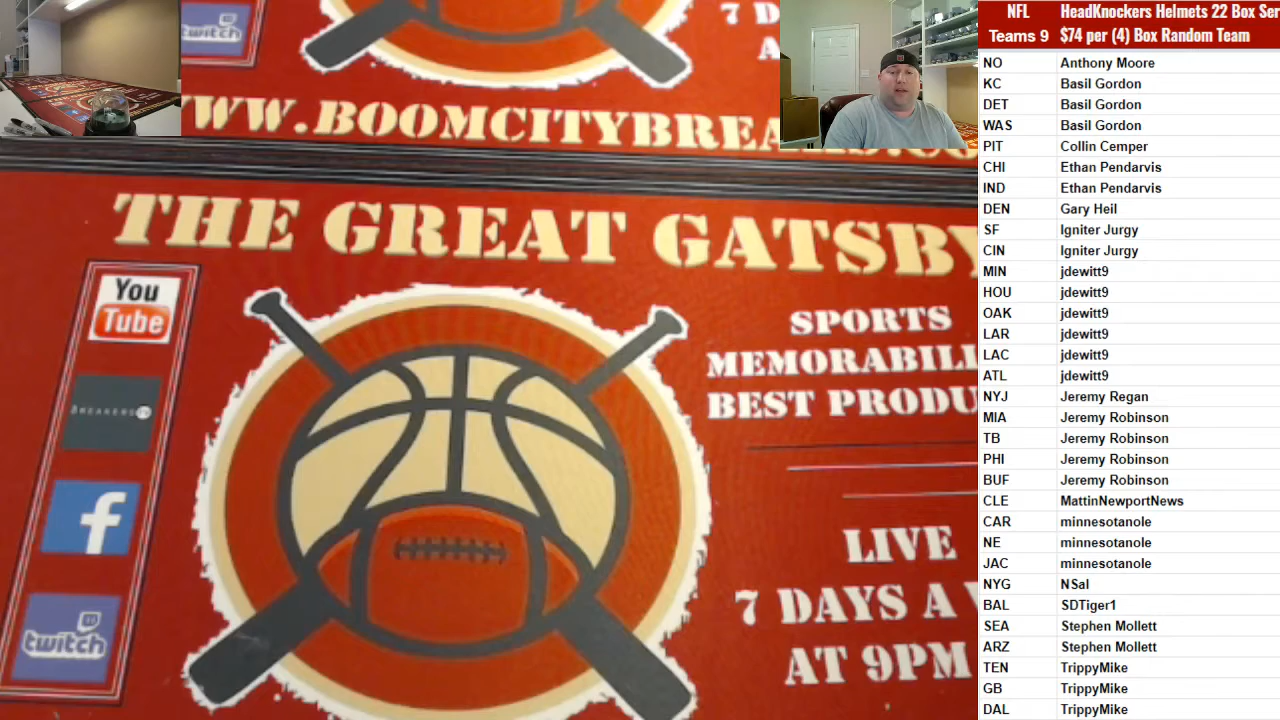 twitch
7 D
A
WW.BOOMCITYBREA
THE GREAT GATSBY
You
Tube
BREAKERS TV
f
twitch
SPORTS
MEMORABILI
BEST PRODU
LIVE
7 DAYS A W
AT 9PM
NFL HeadKnockers Helmets 22 Box Ser
Teams 9 $74 per (4) Box Random Team
NO Anthony Moore
KC Basil Gordon
DET Basil Gordon
WAS Basil Gordon
PIT Collin Cemper
CHI Ethan Pendarvis
IND Ethan Pendarvis
DEN Gary Heil
SF Igniter Jurgy
CIN Igniter Jurgy
MIN jdewitt9
HOU jdewitt9
OAK jdewitt9
LAR jdewitt9
LAC jdewitt9
ATL jdewitt9
NYJ Jeremy Regan
MIA Jeremy Robinson
TB Jeremy Robinson
PHI Jeremy Robinson
BUF Jeremy Robinson
CLE MattinNewportNews
CAR minnesotanole
NE minnesotanole
JAC minnesotanole
NYG NSal
BAL SDTiger1
SEA Stephen Mollett
ARZ Stephen Mollett
TEN TrippyMike
GB TrippyMike
DAL TrippyMike